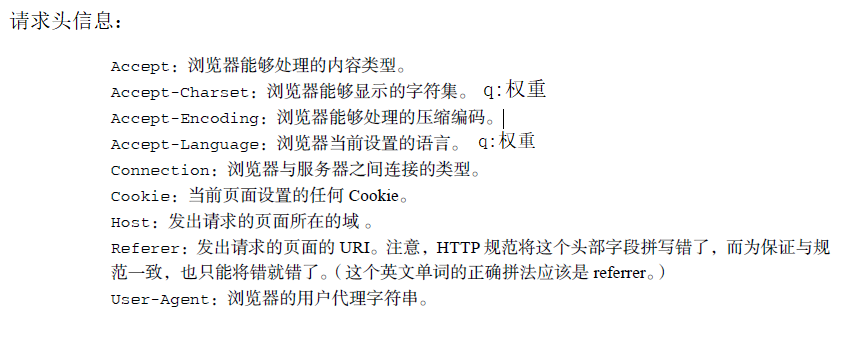 请求头信息：
Accept：浏览器能够处理的内容类型。
Accept-Charset：浏览器能够显示的字符集。 q:权重
Accept-Encoding：浏览器能够处理的压缩编码。
Accept-Language：浏览器当前设置的语言。 q:权重
Connection：浏览器与服务器之间连接的类型。
Cookie：当前页面设置的任何 Cookie。
Host：发出请求的页面所在的域 。
Referer：发出请求的页面的 URI。注意，HTTP 规范将这个头部字段拼写错了，而为保证与规
范一致，也只能将错就错了。（这个英文单词的正确拼法应该是 referrer。）
User-Agent：浏览器的用户代理字符串。